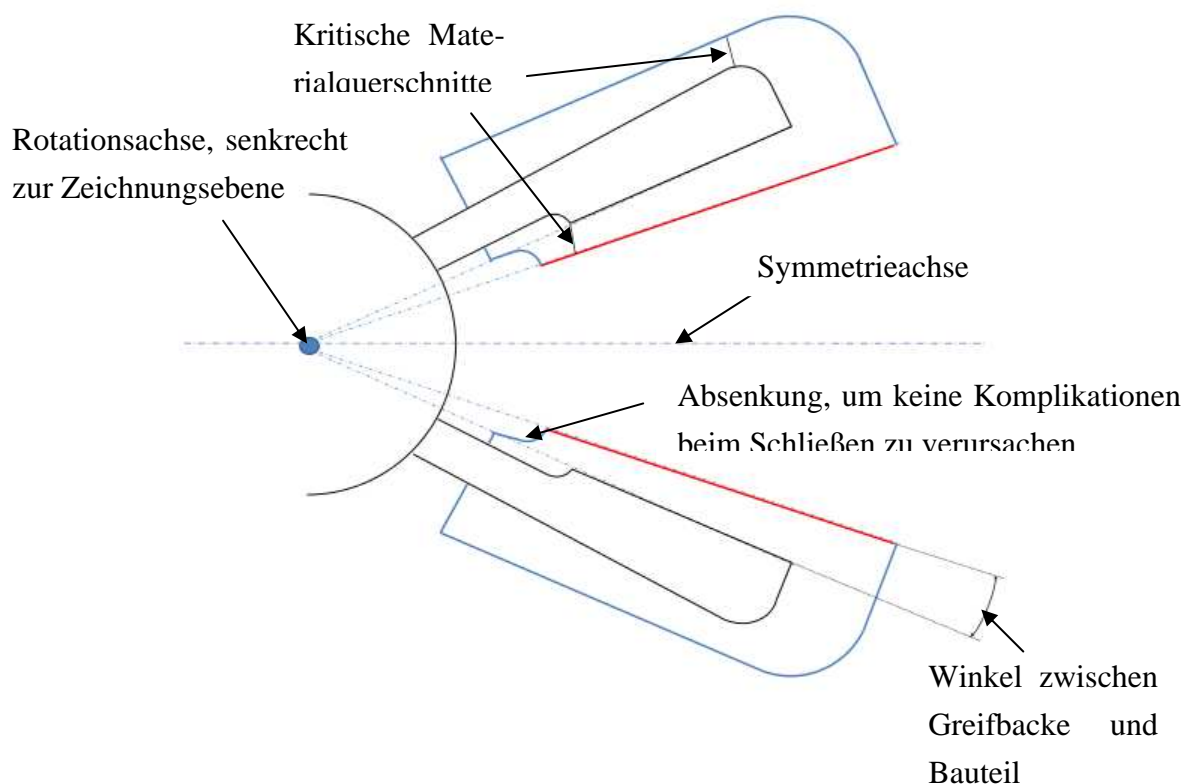 Kritische Mate-
rialquerschnitte
Rotationsachse, senkrecht
zur Zeichnungsebene
Symmetrieachse
Absenkung, um keine Komplikationen
beim Schließen zu verursachen
Winkel zwischen
Greifbacke und
Bauteil